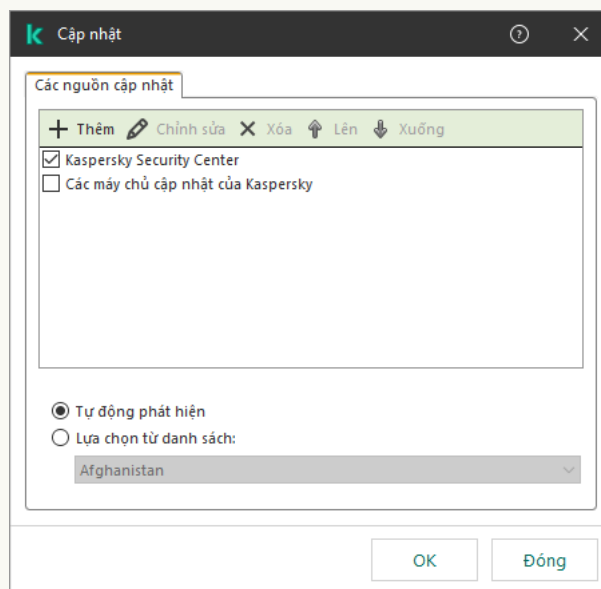 Cập nhật
Các nguồn cập nhật
Thêm Chỉnh sửa Xóa Lên Xuống
Kaspersky Security Center
Các máy chủ cập nhật của Kaspersky
Tự động phát hiện
Lựa chọn từ danh sách:
Afghanistan
OK Đóng